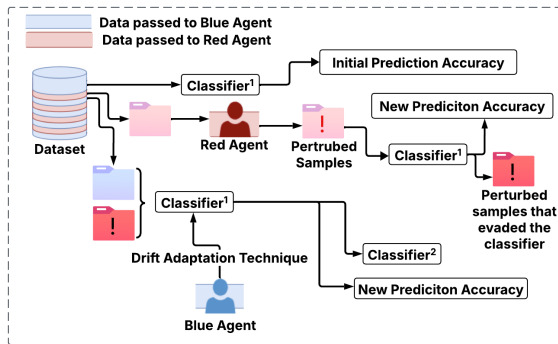 Data passed to Blue Agent
Data passed to Red Agent
Classifier1
Initial Prediction Accuracy
Dataset
Red Agent
!
Pertrubed
Samples
Classifier1
New Prediciton Accuracy
!
Perturbed
samples that
evaded the
classifier
!
Classifier1
Drift Adaptation Technique
Blue Agent
Classifier2
New Prediciton Accuracy